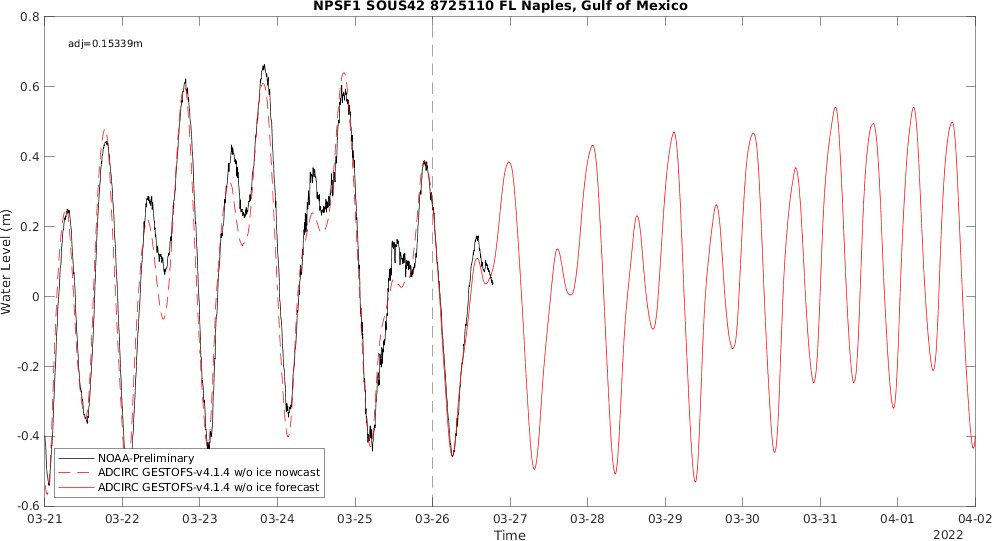 NPSF1 SOUS42 8725110 FL Naples, Gulf of Mexico
adj=0.15339m
0.8
0.6
0.4
0.2
0
-0.2
-0.4
-0.6
Water Level (m)
NOAA-Preliminary
ADCIRC GESTOFS-v4.1.4 w/o ice nowcast
ADCIRC GESTOFS-v4.1.4 w/o ice forecast
03-21 03-22 03-23 03-24 03-25 03-26 03-27 03-28 03-29 03-30 03-31 04-01 04-02
Time
2022